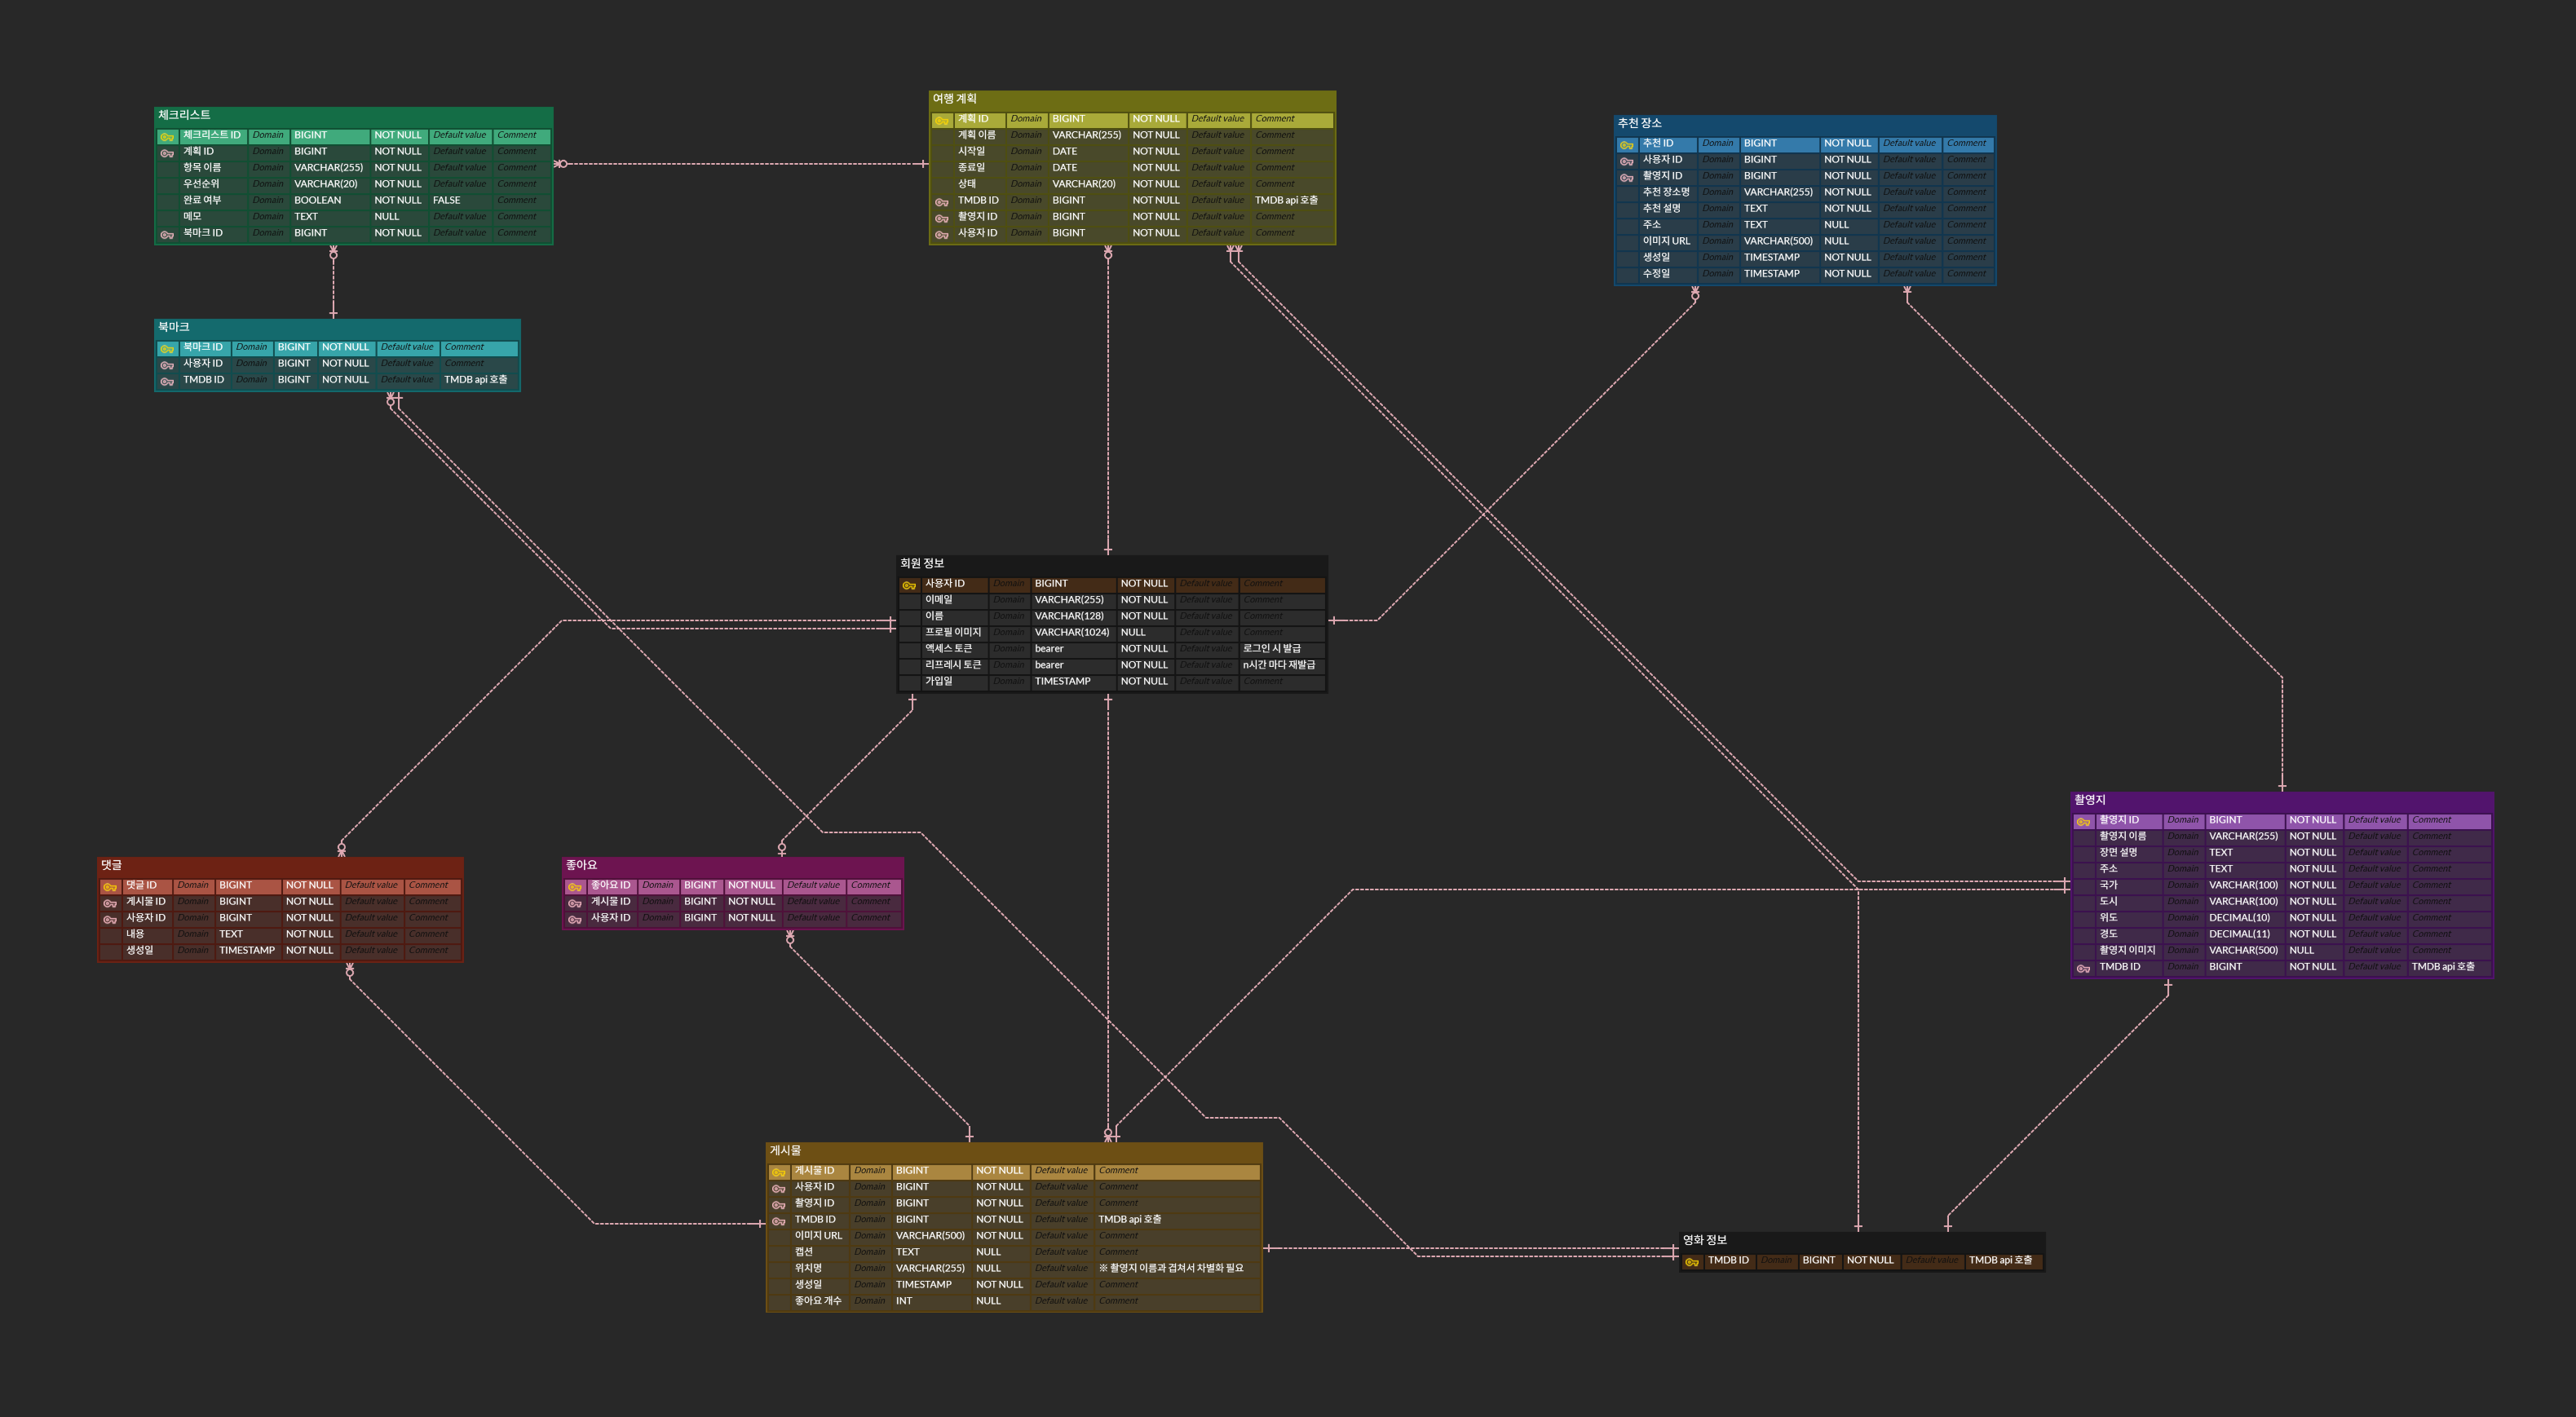 체크리스트
체크리스트 ID Domain BIGINT NOT NULL Default value Comment
계획 ID Domain BIGINT NOT NULL Default value Comment
항목 이름 Domain VARCHAR(255) NOT NULL Default value Comment
우선순위 Domain VARCHAR(20) NOT NULL Default value Comment
완료 여부 Domain BOOLEAN NOT NULL FALSE Comment
메모 Domain TEXT NULL Default value Comment
북마크 ID Domain BIGINT NOT NULL Default value Comment
여행 계획
계획 ID Domain BIGINT NOT NULL Default value Comment
계획 이름 Domain VARCHAR(255) NOT NULL Default value Comment
시작일 Domain DATE NOT NULL Default value Comment
종료일 Domain DATE NOT NULL Default value Comment
상태 Domain VARCHAR(20) NOT NULL Default value Comment
TMDB ID Domain BIGINT NOT NULL Default value TMDB api 호출
촬영지 ID Domain BIGINT NOT NULL Default value Comment
사용자 ID Domain BIGINT NOT NULL Default value Comment
추천 장소
추천 ID Domain BIGINT NOT NULL Default value Comment
사용자 ID Domain BIGINT NOT NULL Default value Comment
촬영지 ID Domain BIGINT NOT NULL Default value Comment
추천 장소명 Domain VARCHAR(255) NOT NULL Default value Comment
추천 설명 Domain TEXT NOT NULL Default value Comment
주소 Domain TEXT NULL Default value Comment
이미지 URL Domain VARCHAR(500) NULL Default value Comment
생성일 Domain TIMESTAMP NOT NULL Default value Comment
수정일 Domain TIMESTAMP NOT NULL Default value Comment
북마크
북마크 ID Domain BIGINT NOT NULL Default value Comment
사용자 ID Domain BIGINT NOT NULL Default value Comment
TMDB ID Domain BIGINT NOT NULL Default value TMDB api 호출
회원 정보
사용자 ID Domain BIGINT NOT NULL Default value Comment
이메일 Domain VARCHAR(255) NOT NULL Default value Comment
이름 Domain VARCHAR(128) NOT NULL Default value Comment
프로필 이미지 Domain VARCHAR(1024) NULL Default value Comment
액세스 토큰 Domain bearer NOT NULL Default value 로그인 시 발급
리프레시 토큰 Domain bearer NOT NULL Default value n시간 마다 재발급
가입일 Domain TIMESTAMP NOT NULL Default value Comment
촬영지
촬영지 ID Domain BIGINT NOT NULL Default value Comment
촬영지 이름 Domain VARCHAR(255) NOT NULL Default value Comment
장면 설명 Domain TEXT NOT NULL Default value Comment
주소 Domain TEXT NOT NULL Default value Comment
국가 Domain VARCHAR(100) NOT NULL Default value Comment
도시 Domain VARCHAR(100) NOT NULL Default value Comment
위도 Domain DECIMAL(10) NOT NULL Default value Comment
경도 Domain DECIMAL(11) NOT NULL Default value Comment
촬영지 이미지 Domain VARCHAR(500) NULL Default value Comment
TMDB ID Domain BIGINT NOT NULL Default value TMDB api 호출
댓글
댓글 ID Domain BIGINT NOT NULL Default value Comment
게시물 ID Domain BIGINT NOT NULL Default value Comment
사용자 ID Domain BIGINT NOT NULL Default value Comment
내용 Domain TEXT NOT NULL Default value Comment
생성일 Domain TIMESTAMP NOT NULL Default value Comment
좋아요
좋아요 ID Domain BIGINT NOT NULL Default value Comment
게시물 ID Domain BIGINT NOT NULL Default value Comment
사용자 ID Domain BIGINT NOT NULL Default value Comment
게시물
게시물 ID Domain BIGINT NOT NULL Default value Comment
사용자 ID Domain BIGINT NOT NULL Default value Comment
촬영지 ID Domain BIGINT NOT NULL Default value Comment
TMDB ID Domain BIGINT NOT NULL Default value TMDB api 호출
이미지 URL Domain VARCHAR(500) NOT NULL Default value Comment
캡션 Domain TEXT NULL Default value Comment
위치명 Domain VARCHAR(255) NULL Default value ※ 촬영지 이름과 겹쳐서 차별화 필요
생성일 Domain TIMESTAMP NOT NULL Default value Comment
좋아요 개수 Domain INT NULL Default value Comment
영화 정보
TMDB ID Domain BIGINT NOT NULL Default value TMDB api 호출